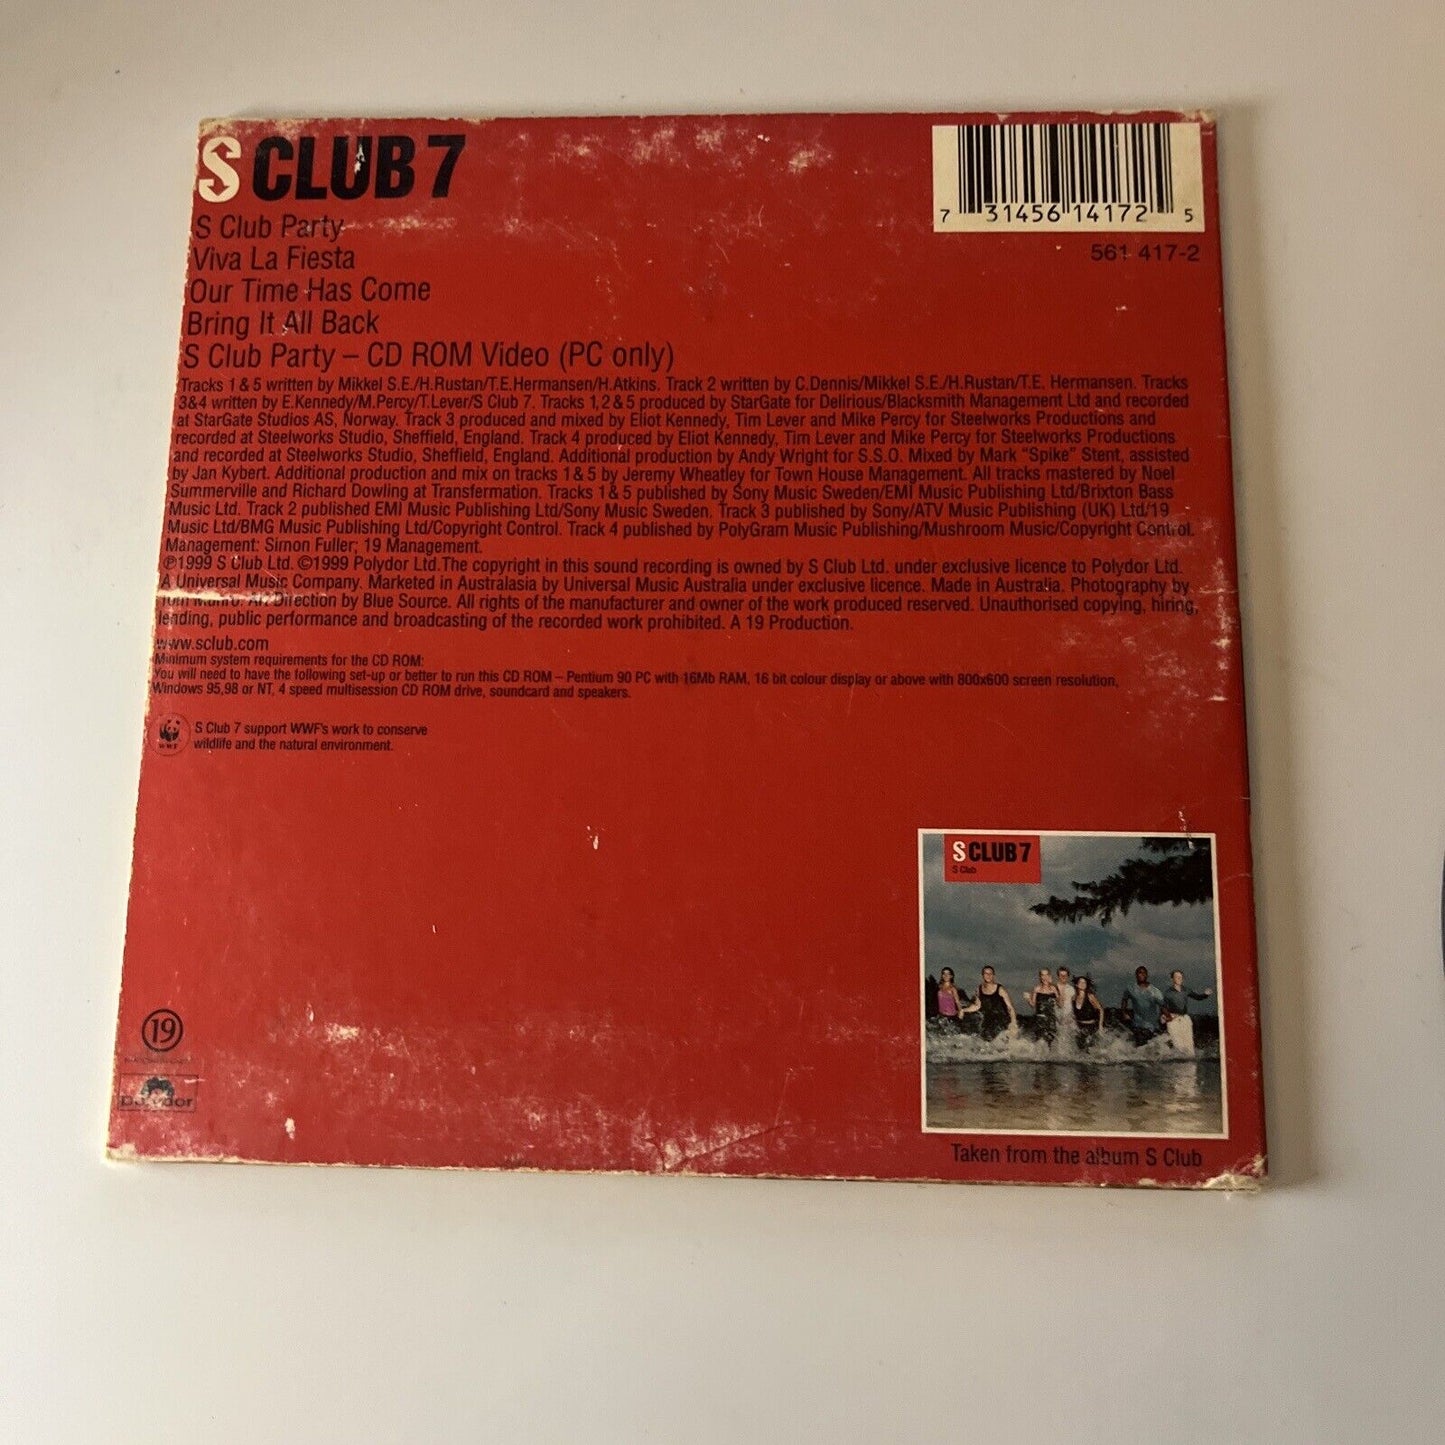 S CLUB 7
7 31456 14172 5
561 417-2
S Club Party
Viva La Fiesta
Our Time Has Come
Bring It All Back
S Club Party – CD ROM Video (PC only)
Tracks 1 & 5 written by Mikkel S.E./H.Rustan/T.E.Hermansen/H.Atkins. Track 2 written by C.Dennis/Mikkel S.E./H.Rustan/T.E. Hermansen. Tracks
3&4 written by E.Kennedy/M.Percy/T.Lever/S Club 7. Tracks 1,2 & 5 produced by StarGate for Delirious/Blacksmith Management Ltd and recorded
at StarGate Studios AS, Norway. Track 3 produced and mixed by Eliot Kennedy, Tim Lever and Mike Percy for Steelworks Productions and
recorded at Steelworks Studio, Sheffield, England. Track 4 produced by Eliot Kennedy, Tim Lever and Mike Percy for Steelworks Productions
and recorded at Steelworks Studio, Sheffield, England. Additional production by Andy Wright for S.S.O. Mixed by Mark "Spike" Stent, assisted
by Jan Kybert. Additional production and mix on tracks 1 & 5 by Jeremy Wheatley for Town House Management. All tracks mastered by Noel
Summerville and Richard Dowling at Transfermation. Tracks 1 & 5 published by Sony Music Sweden/EMI Music Publishing Ltd/Brixton Bass
Music Ltd. Track 2 published EMI Music Publishing Ltd/Sony Music Sweden. Track 3 published by Sony/ATV Music Publishing (UK) Ltd/19
Music Ltd/BMG Music Publishing Ltd/Copyright Control. Track 4 published by PolyGram Music Publishing/Mushroom Music/Copyright Control.
Management: Simon Fuller; 19 Management.
℗1999 S Club Ltd. ©1999 Polydor Ltd.The copyright in this sound recording is owned by S Club Ltd. under exclusive licence to Polydor Ltd.
A Universal Music Company. Marketed in Australasia by Universal Music Australia under exclusive licence. Made in Australia. Photography by
Tom Munro. Art Direction by Blue Source. All rights of the manufacturer and owner of the work produced reserved. Unauthorised copying, hiring,
lending, public performance and broadcasting of the recorded work prohibited. A 19 Production.
www.sclub.com
Minimum system requirements for the CD ROM:
You will need to have the following set-up or better to run this CD ROM – Pentium 90 PC with 16Mb RAM, 16 bit colour display or above with 800x600 screen resolution,
Windows 95,98 or NT, 4 speed multisession CD ROM drive, soundcard and speakers.
WWF
S Club 7 support WWF's work to conserve
wildlife and the natural environment.
S CLUB 7
S Club
19
Polydor
Taken from the album S Club